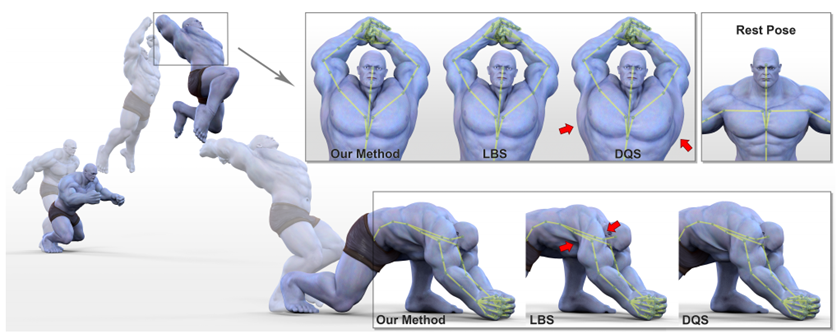 Rest Pose
Our Method
LBS
DQS
Our Method
LBS
DQS